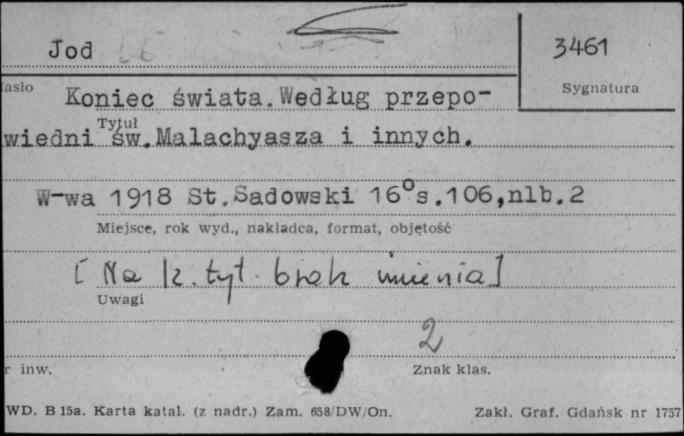 Jod
3461
asło
Sygnatura
Koniec świata.Według przepo-
Tytuł
wiedni św.Malachyasza i innych.
W-wa 1918 St.Sadowski 16°s.106,nlb.2
Miejsce, rok wyd., nakładca, format, objętość
[Na k. tyt. brak imienia]
Uwagi
2
r inw.
Znak klas.
WD. B 15a. Karta katal. (z nadr.) Zam. 658/DW/On.
Zakł. Graf. Gdańsk nr 1757